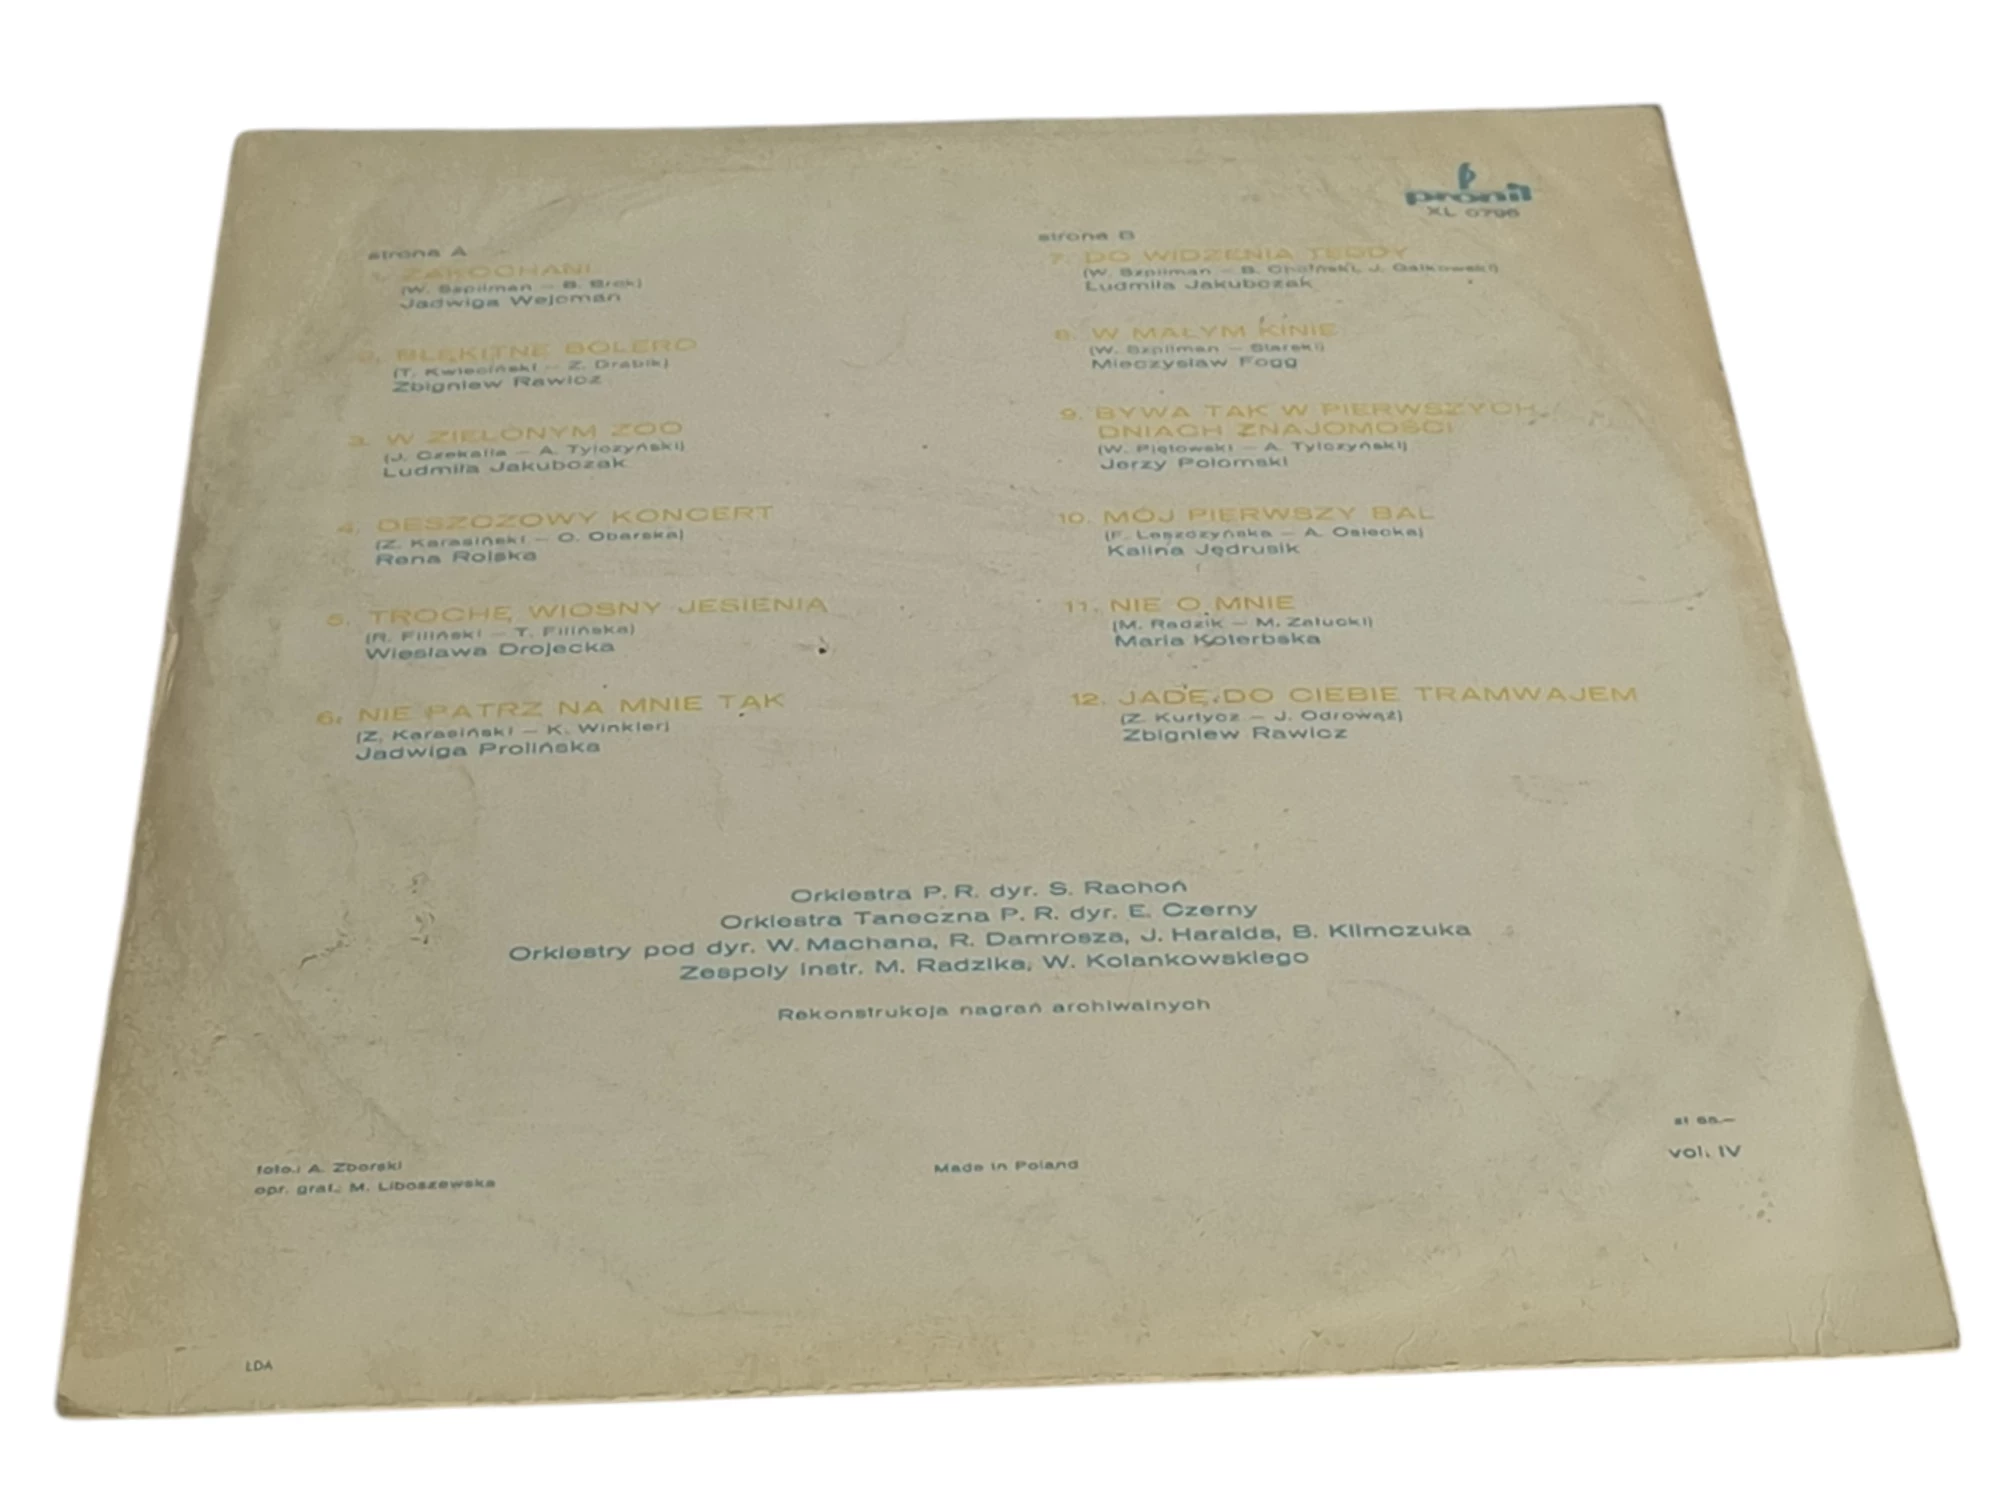 pronit
XL 0796
strona A
1. ZAKOCHANI
(W. Szpilman – B. Brok)
Jadwiga Wejcman
2. BŁĘKITNE BOLERO
(T. Kwieciński – Z. Drabik)
Zbigniew Rawicz
3. W ZIELONYM ZOO
(J. Czekalla – A. Tylczyński)
Ludmiła Jakubczak
4. DESZCZOWY KONCERT
(Z. Karasiński – O. Obarska)
Rena Rolska
5. TROCHĘ WIOSNY JESIENIĄ
(R. Filiński – T. Filińska)
Wiesława Drojecka
6. NIE PATRZ NA MNIE TAK
(Z. Karasiński – K. Winkler)
Jadwiga Prolińska
strona B
7. DO WIDZENIA TEDDY
(W. Szpilman – B. Choiński, J. Gałkowski)
Ludmiła Jakubczak
8. W MAŁYM KINIE
(W. Szpilman – Starski)
Mieczysław Fogg
9. BYWA TAK W PIERWSZYCH
DNIACH ZNAJOMOŚCI
(W. Piętowski – A. Tylczyński)
Jerzy Połomski
10. MÓJ PIERWSZY BAL
(F. Leszczyńska – A. Osiecka)
Kalina Jędrusik
11. NIE O MNIE
(M. Radzik – M. Załucki)
Maria Koterbska
12. JADĘ DO CIEBIE TRAMWAJEM
(Z. Kurtycz – J. Odrowąż)
Zbigniew Rawicz
Orkiestra P. R. dyr. S. Rachoń
Orkiestra Taneczna P. R. dyr. E. Czerny
Orkiestry pod dyr. W. Machana, R. Damrosza, J. Haralda, B. Klimczuka
Zespoły instr. M. Radzika, W. Kolankowskiego
Rekonstrukcja nagrań archiwalnych
zł 65.–
vol. IV
foto.: A. Zborski
opr. graf.: M. Liboszewska
Made in Poland
LDA